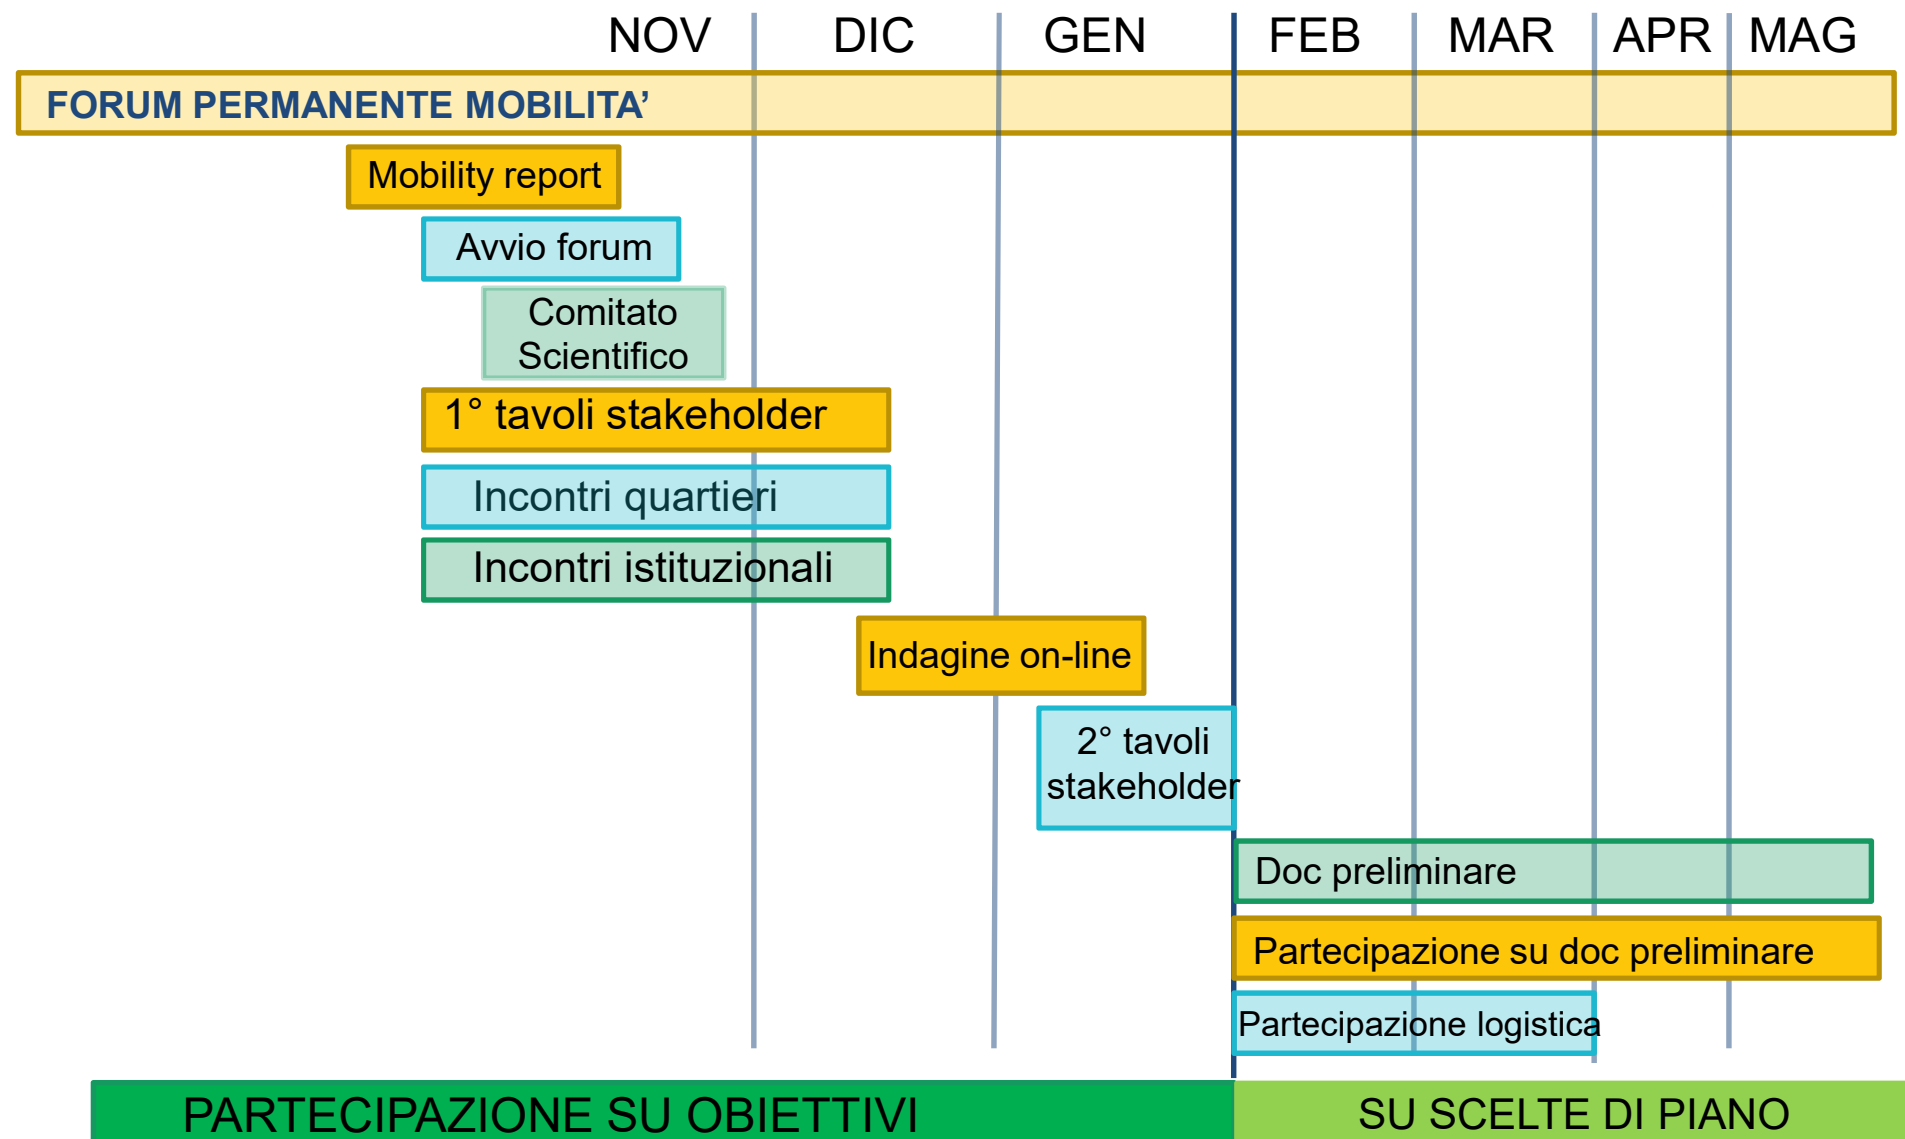 NOV DIC GEN FEB MAR APR MAG
FORUM PERMANENTE MOBILITA’
Mobility report
Avvio forum
Comitato
Scientifico
1° tavoli stakeholder
Incontri quartieri
Incontri istituzionali
Indagine on-line
2° tavoli
stakeholder
Doc preliminare
Partecipazione su doc preliminare
Partecipazione logistica
PARTECIPAZIONE SU OBIETTIVI SU SCELTE DI PIANO